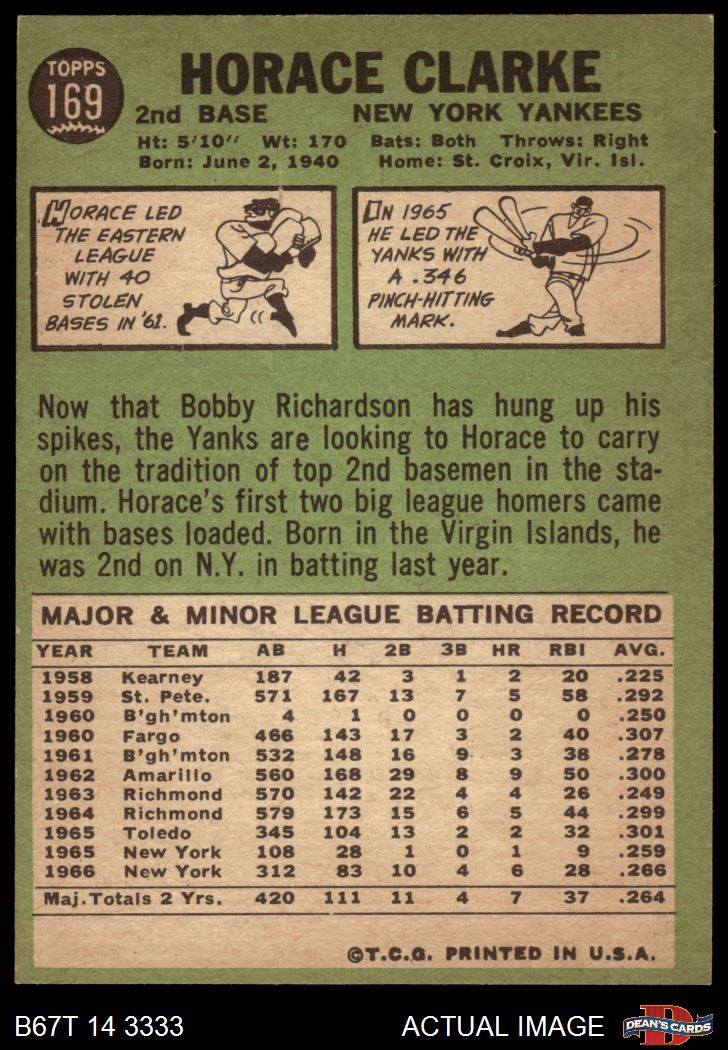 TOPPS
169
HORACE CLARKE
2nd BASE NEW YORK YANKEES
Ht: 5'10" Wt: 170 Bats: Both Throws: Right
Born: June 2, 1940 Home: St. Croix, Vir. Isl.
HORACE LED
THE EASTERN
LEAGUE
WITH 40
STOLEN
BASES IN '61.
IN 1965
HE LED THE
YANKS WITH
A .346
PINCH-HITTING
MARK.
Now that Bobby Richardson has hung up his
spikes, the Yanks are looking to Horace to carry
on the tradition of top 2nd basemen in the sta-
dium. Horace's first two big league homers came
with bases loaded. Born in the Virgin Islands, he
was 2nd on N.Y. in batting last year.
MAJOR & MINOR LEAGUE BATTING RECORD
YEAR TEAM AB H 2B 3B HR RBI AVG.
1958 Kearney 187 42 3 1 2 20 .225
1959 St. Pete. 571 167 13 7 5 58 .292
1960 B'gh'mton 4 1 0 0 0 0 .250
1960 Fargo 466 143 17 3 2 40 .307
1961 B'gh'mton 532 148 16 9 3 38 .278
1962 Amarillo 560 168 29 8 9 50 .300
1963 Richmond 570 142 22 4 4 26 .249
1964 Richmond 579 173 15 6 5 44 .299
1965 Toledo 345 104 13 2 2 32 .301
1965 New York 108 28 1 0 1 9 .259
1966 New York 312 83 10 4 6 28 .266
Maj. Totals 2 Yrs. 420 111 11 4 7 37 .264
©T.C.G. PRINTED IN U.S.A.
B67T 14 3333 ACTUAL IMAGE
D
DEAN'S CARDS